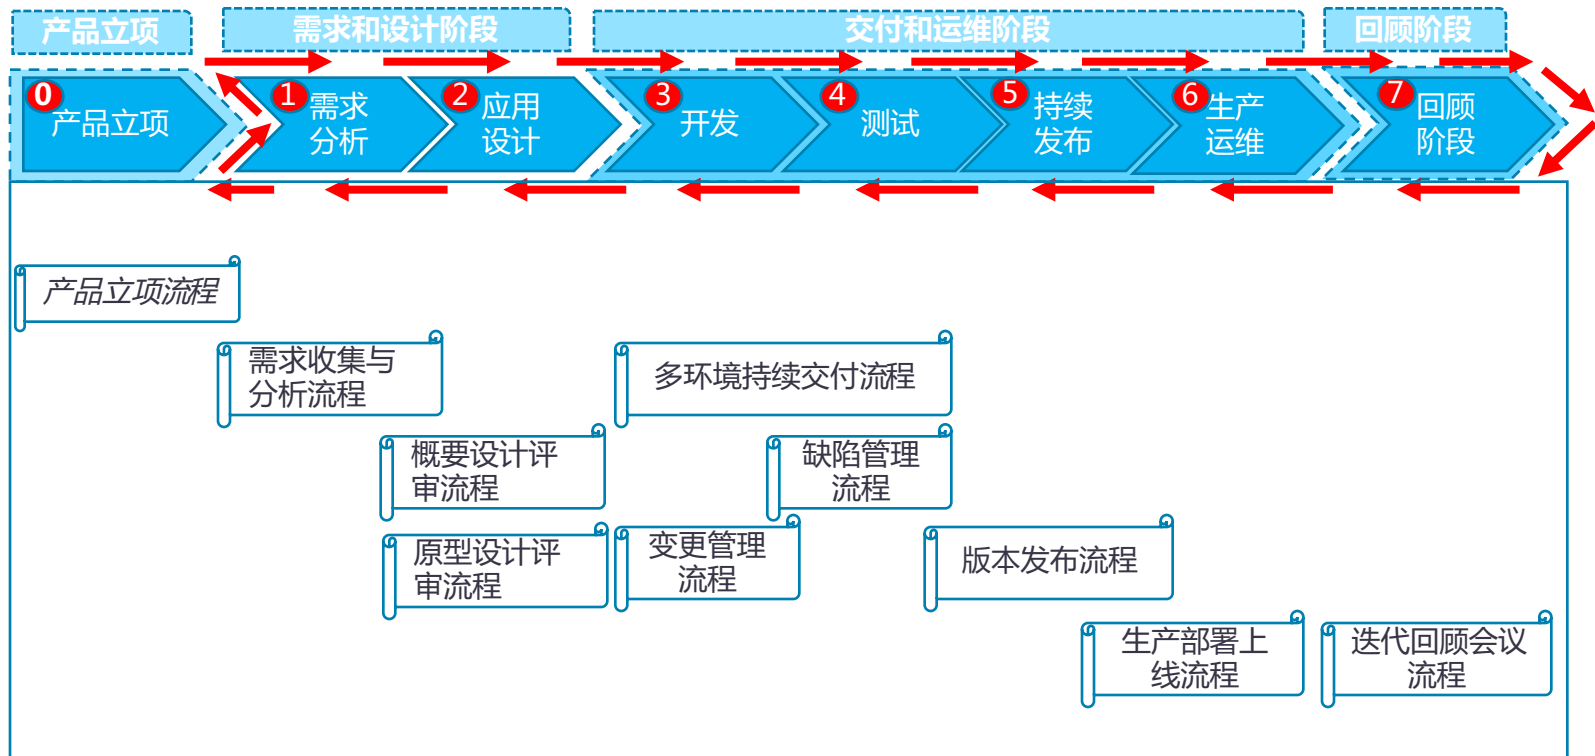 产品立项
需求和设计阶段
交付和运维阶段
回顾阶段
0
产品立项
1
需求
分析
2
应用
设计
3
开发
4
测试
5
持续
发布
6
生产
运维
7
回顾
阶段
产品立项流程
需求收集与
分析流程
多环境持续交付流程
概要设计评
审流程
缺陷管理
流程
原型设计评
审流程
变更管理
流程
版本发布流程
生产部署上
线流程
迭代回顾会议
流程